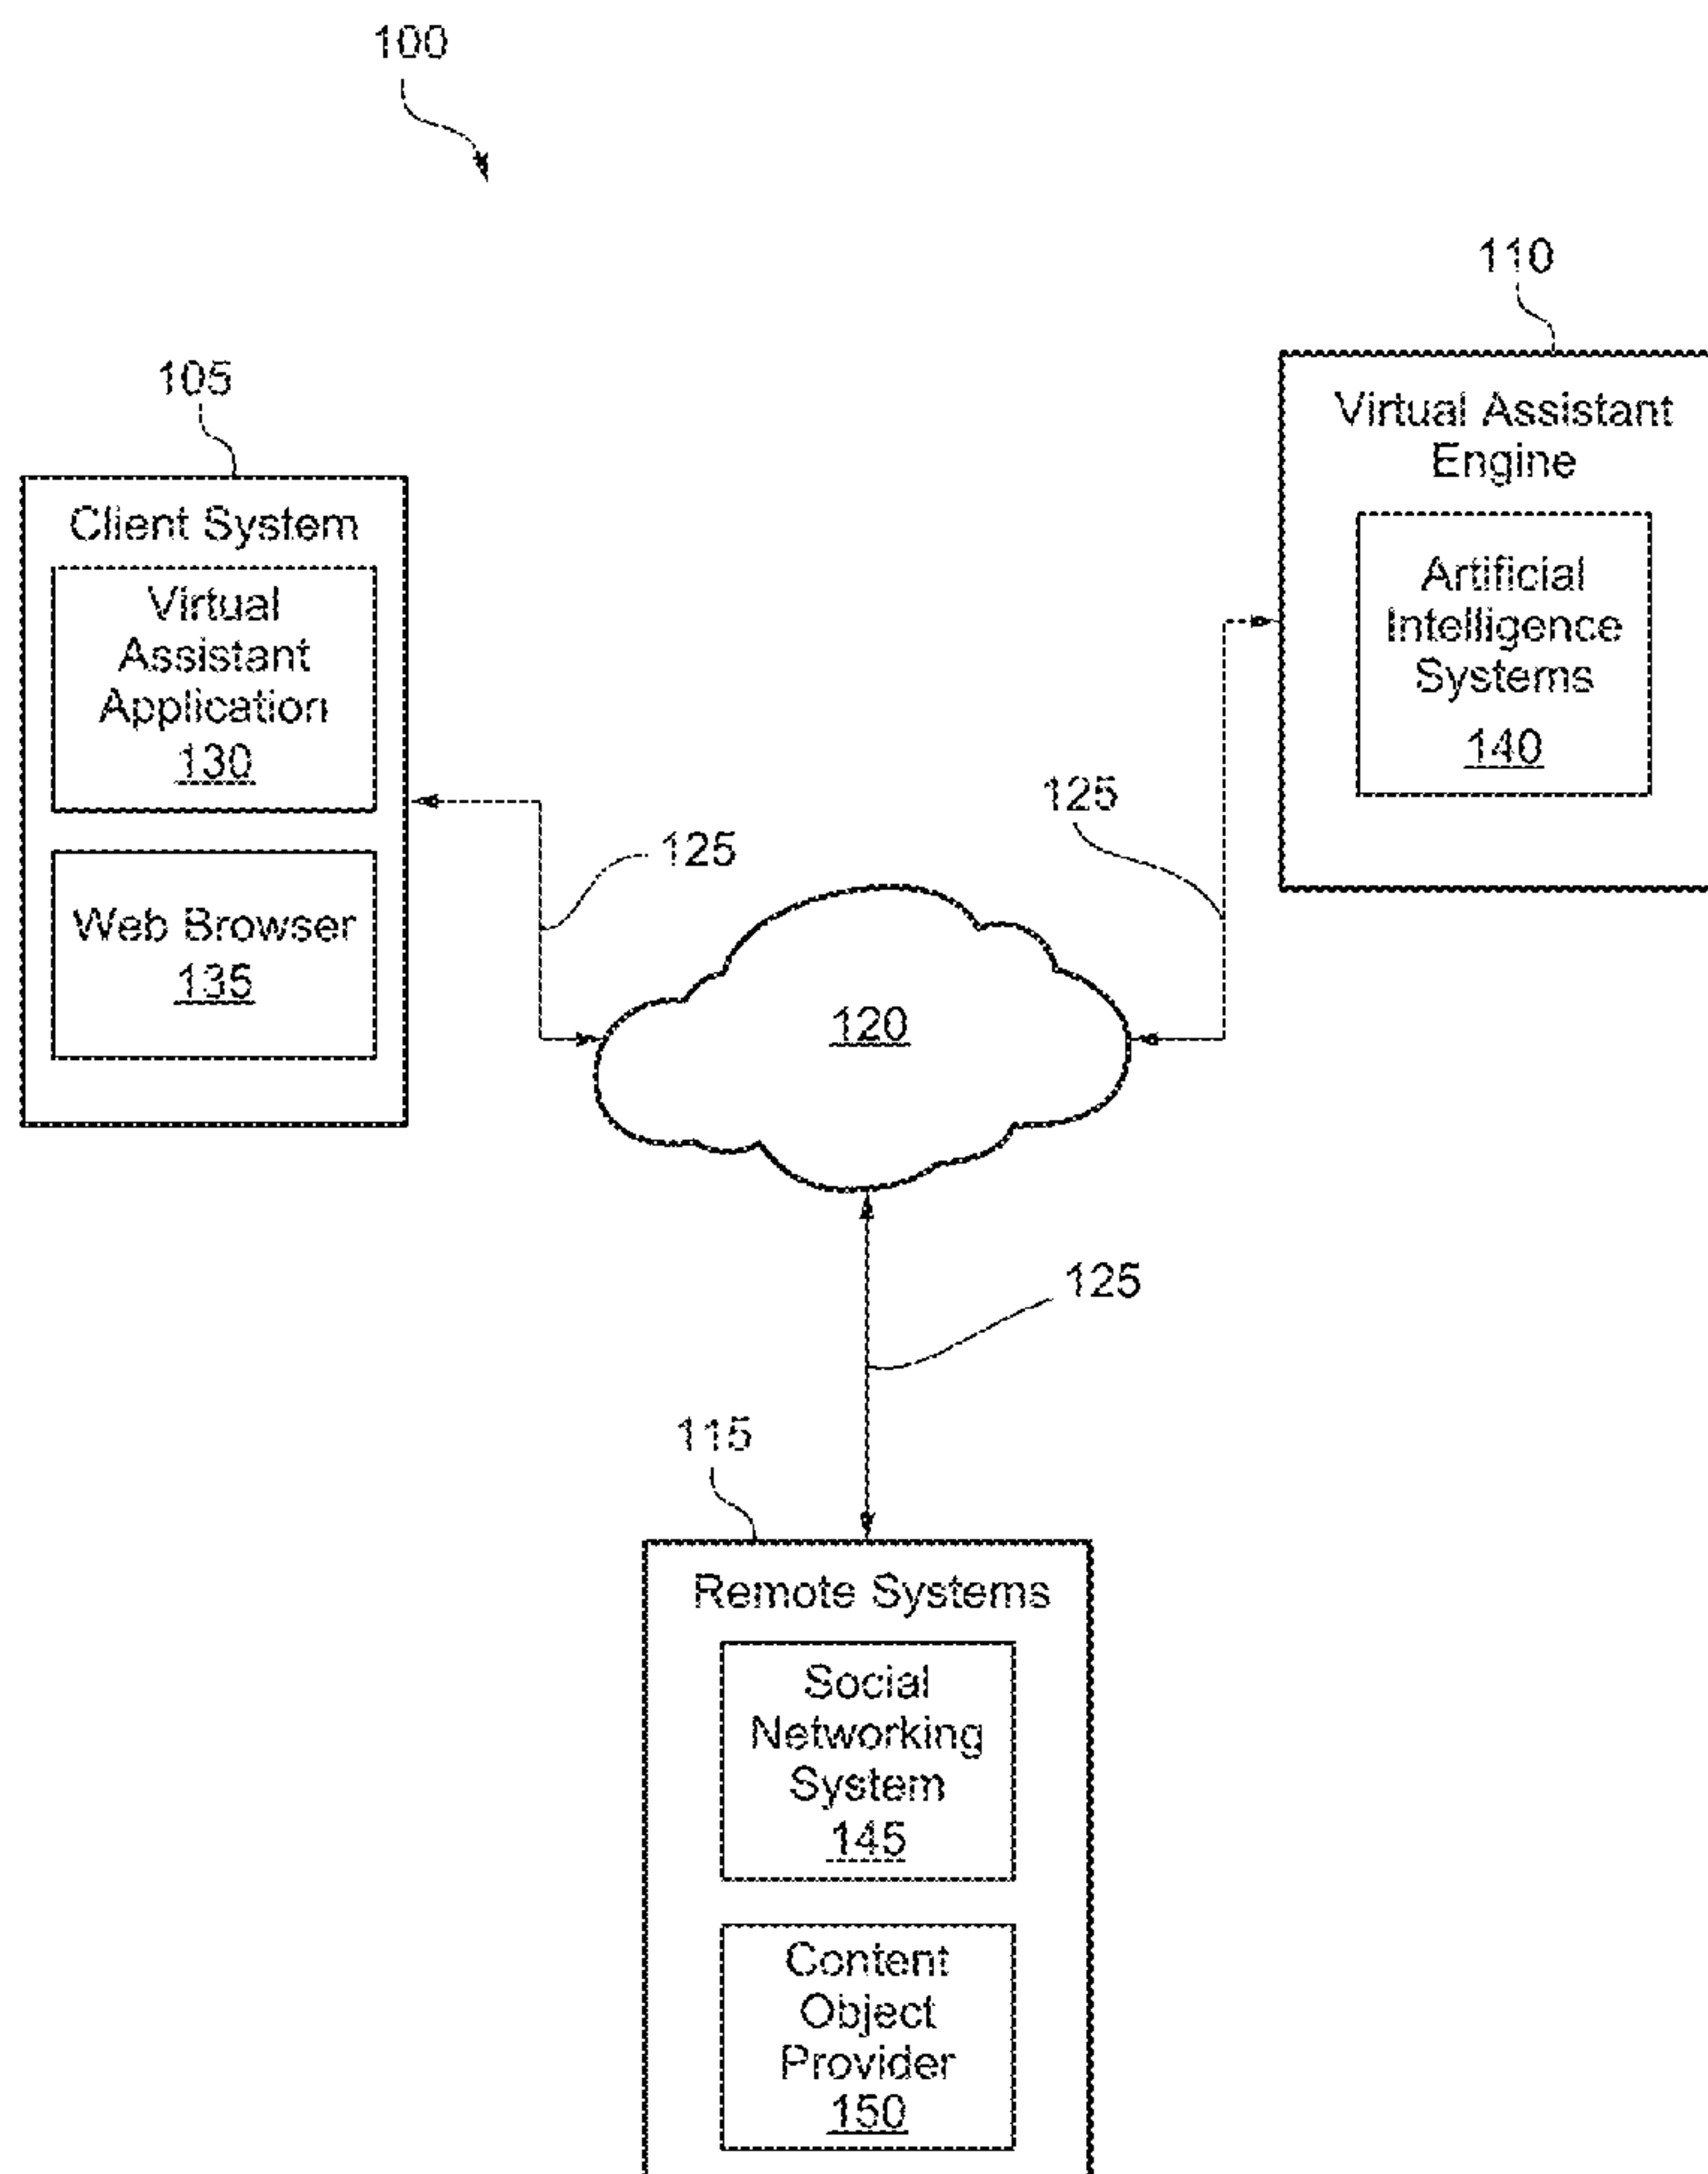 100
110
Virtual Assistant
Engine
Artificial
Intelligence
Systems
140
105
Client System
Virtual
Assistant
Application
130
Web Browser
135
125
125
120
125
115
Remote Systems
Social
Networking
System
145
Content
Object
Provider
150